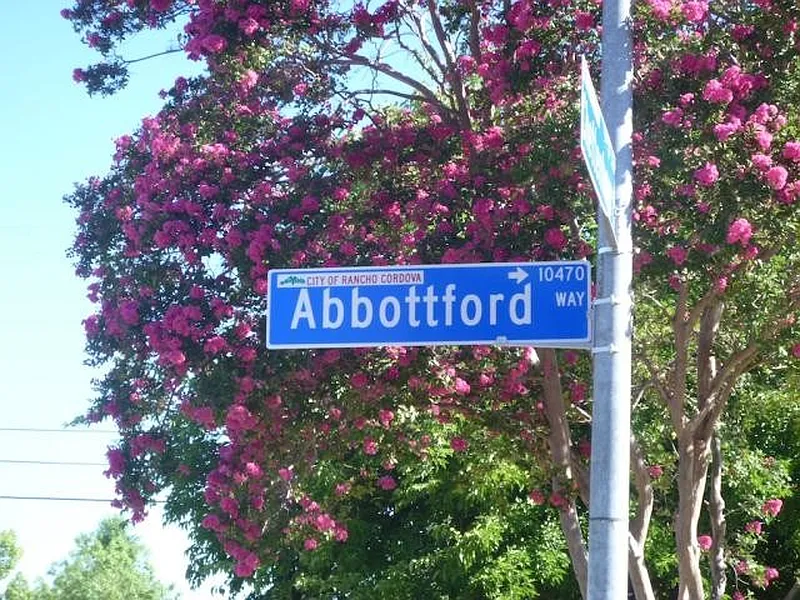 CITY OF RANCHO CORDOVA → 10470
Abbottford WAY